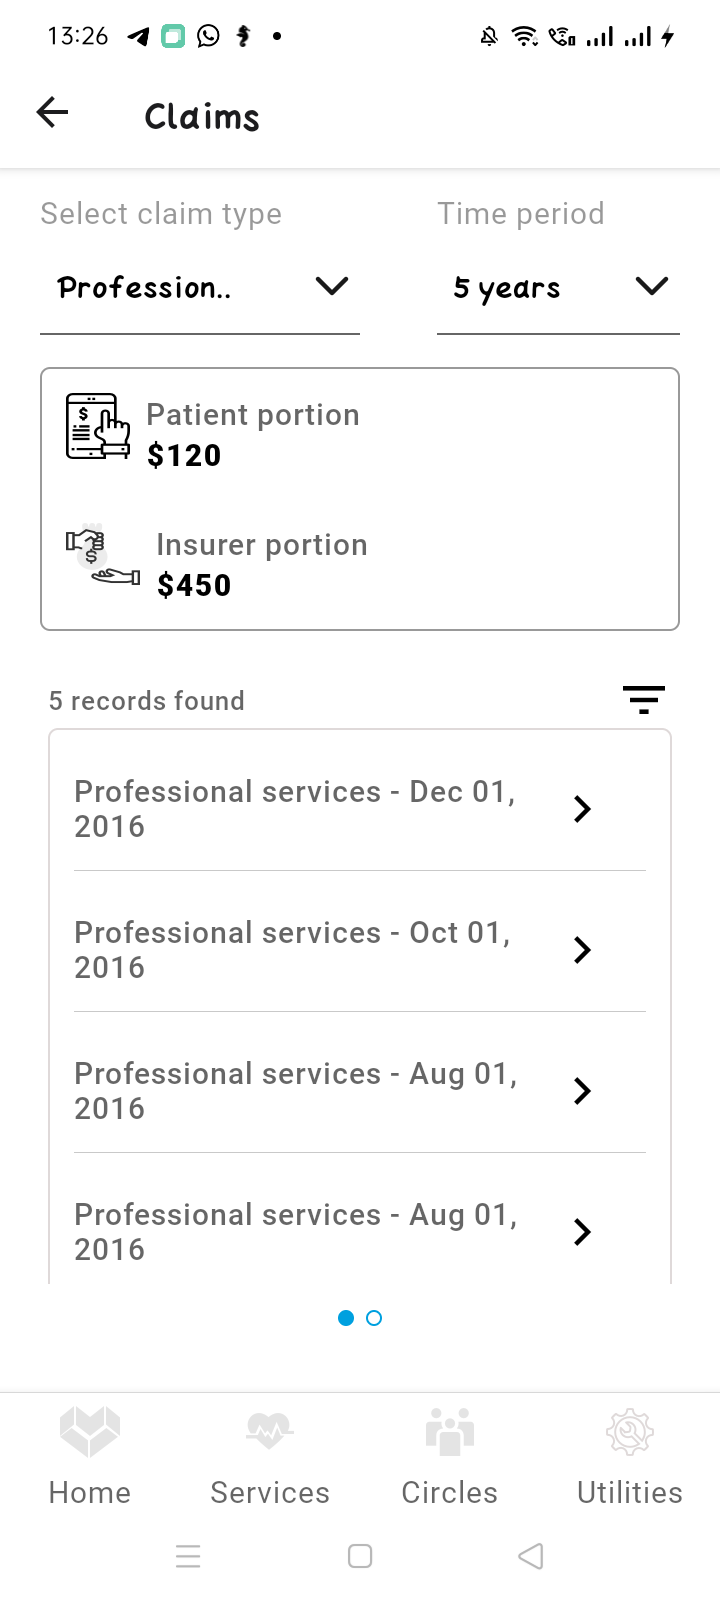 13:26
Claims
Select claim type
Time period
Profession..
5 years
Patient portion
$120
Insurer portion
$450
5 records found
Professional services - Dec 01,
2016
Professional services - Oct 01,
2016
Professional services - Aug 01,
2016
Professional services - Aug 01,
2016
Home
Services
Circles
Utilities